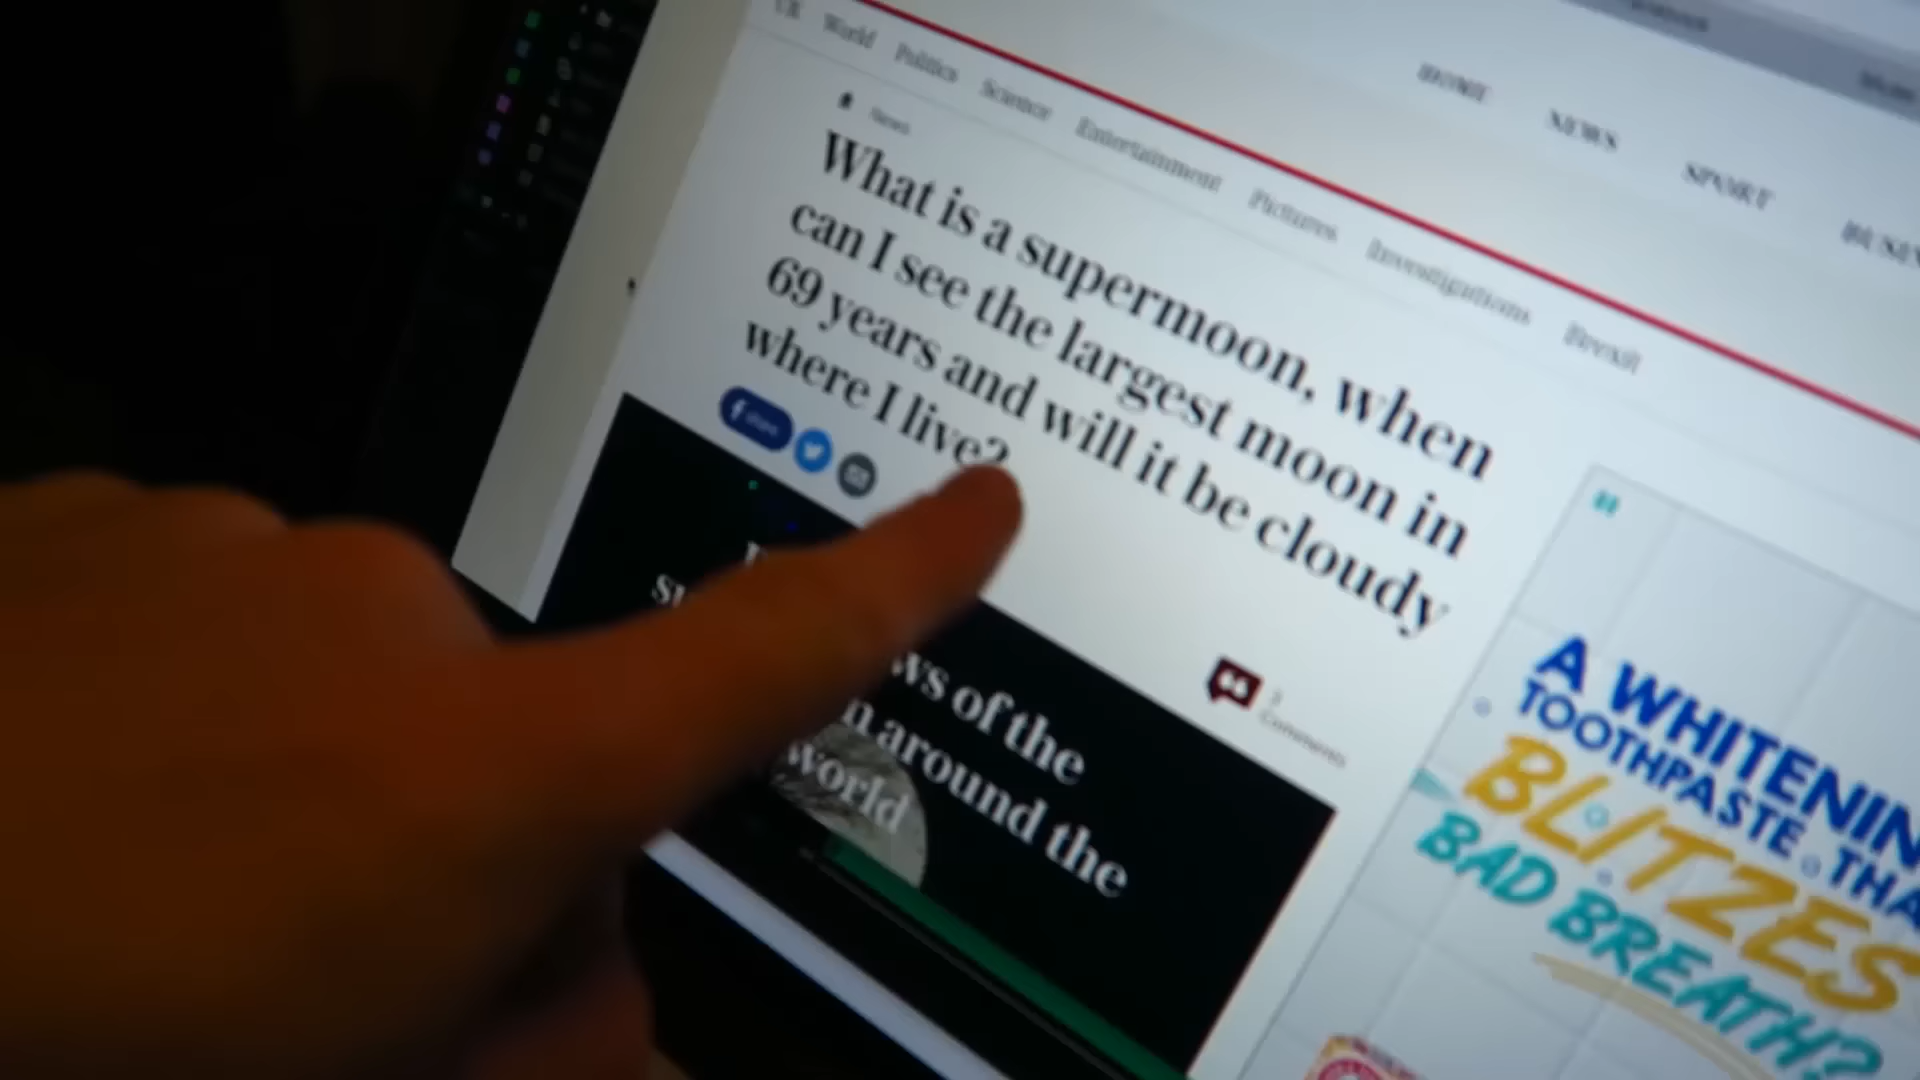 HOME
NEWS
SPORT
UK World Politics Science Entertainment Pictures Investigations Brexit
News
What is a supermoon, when
can I see the largest moon in
69 years and will it be cloudy
where I live?
share
Comments
of the
around the
world
A WHITENIN
TOOTHPASTE THA
BLITZES
BAD BREATH?